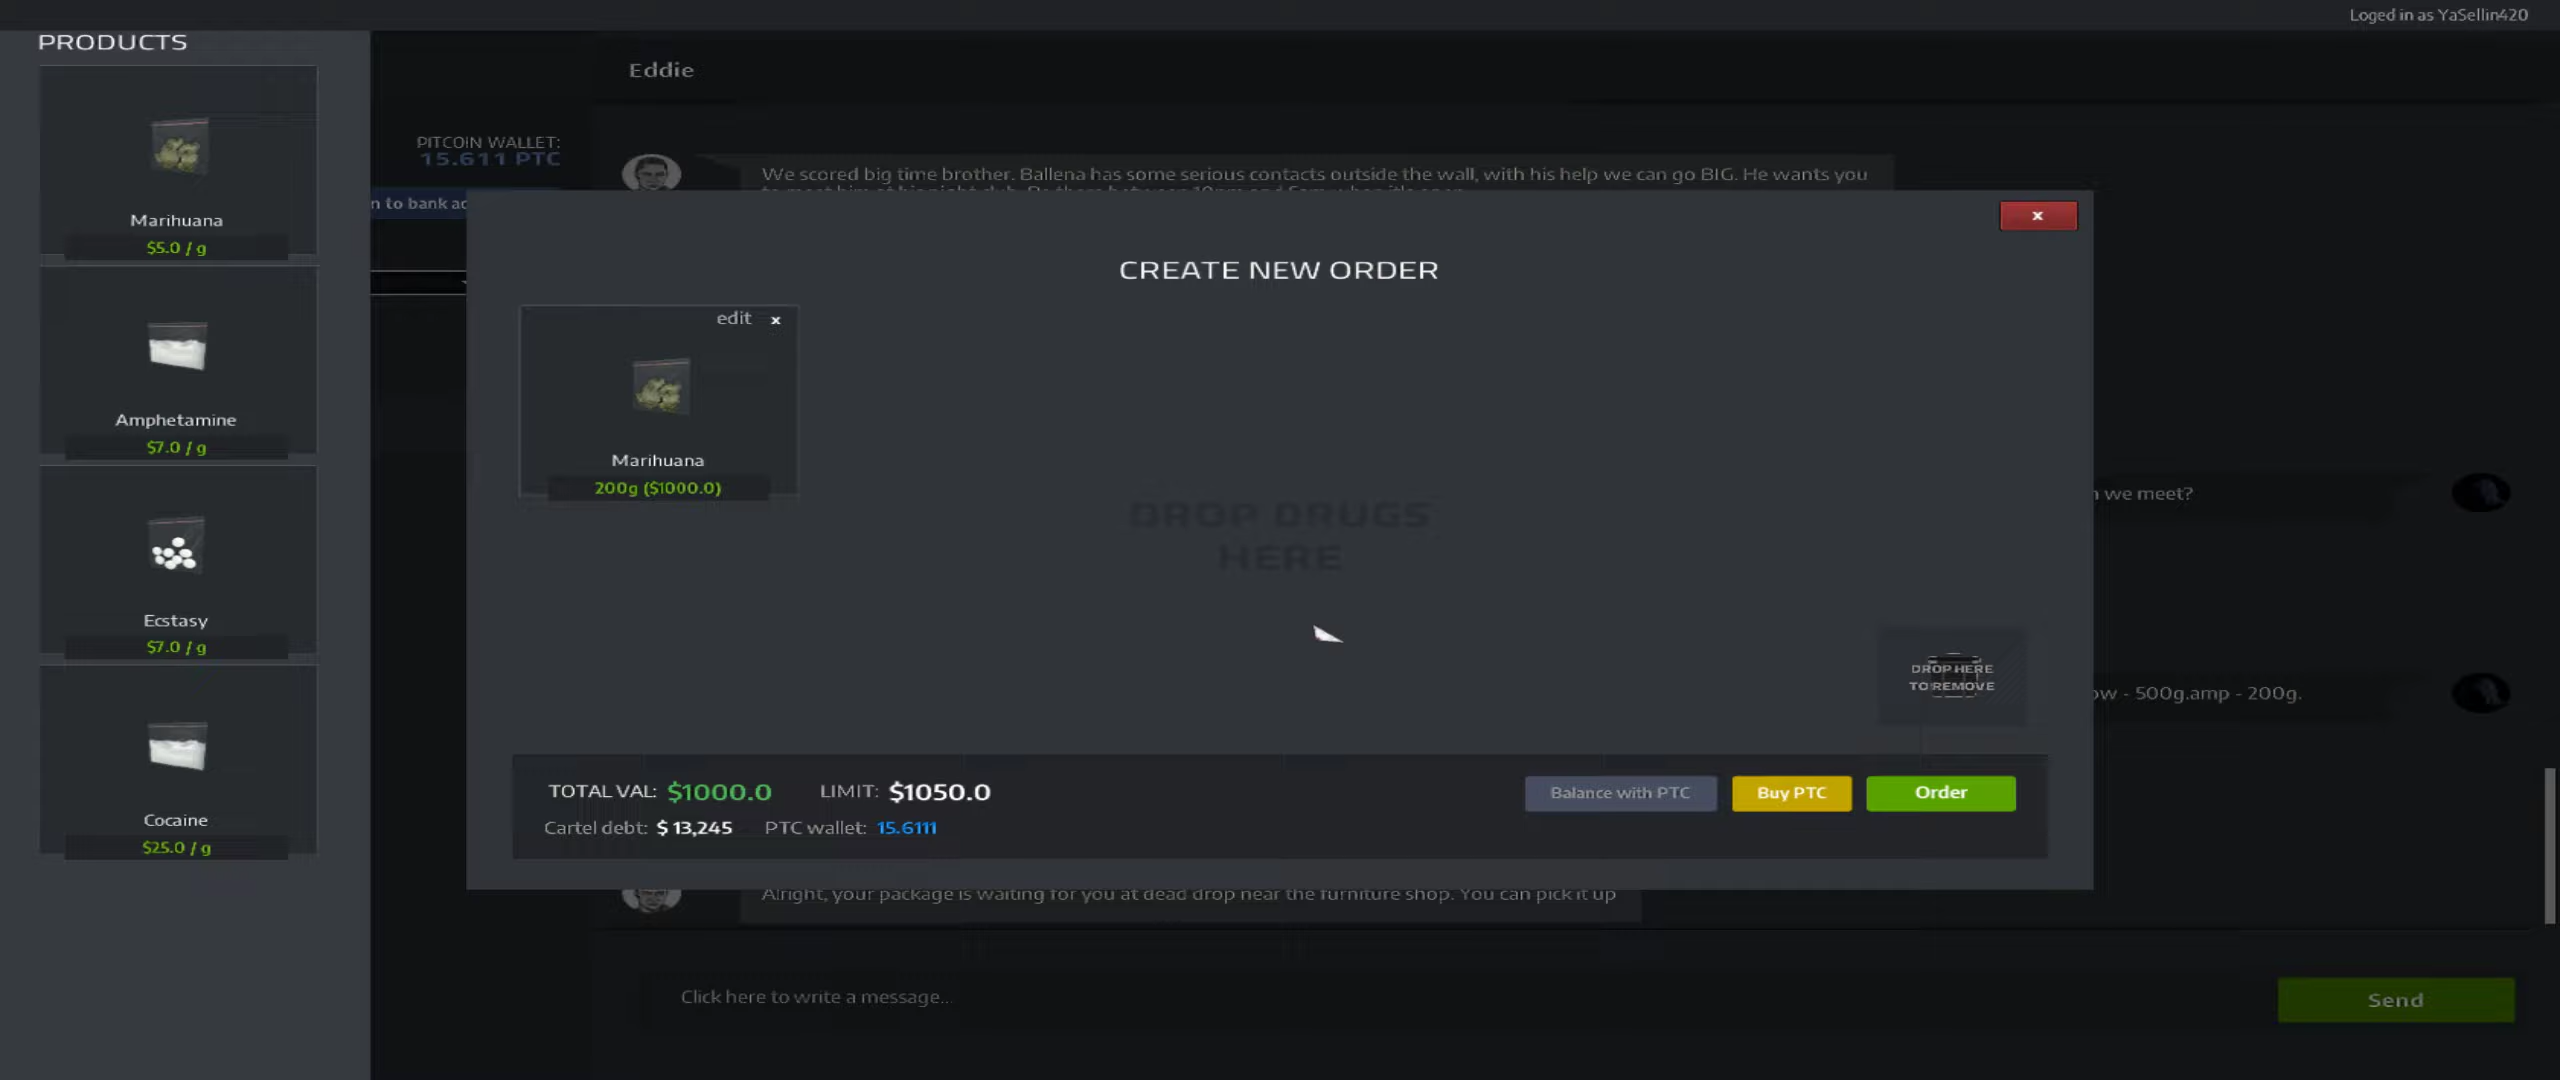 Loged in as YaSellin420
PRODUCTS
Marihuana
$5.0 / g
Amphetamine
$7.0 / g
Ecstasy
$7.0 / g
Cocaine
$25.0 / g
Eddie
PITCOIN WALLET:
15.611 PTC
n to bank ac
We scored big time brother. Ballena has some serious contacts outside the wall, with his help we can go BIG. He wants you
x
CREATE NEW ORDER
edit x
Marihuana
200g ($1000.0)
DROP DRUGS
HERE
we meet?
DROP HERE
TO REMOVE
ow - 500g.amp - 200g.
TOTAL VAL: $1000.0 LIMIT: $1050.0
Balance with PTC
Buy PTC
Order
Cartel debt: $ 13,245 PTC wallet: 15.6111
Alright, your package is waiting for you at dead drop near the furniture shop. You can pick it up
Click here to write a message...
Send